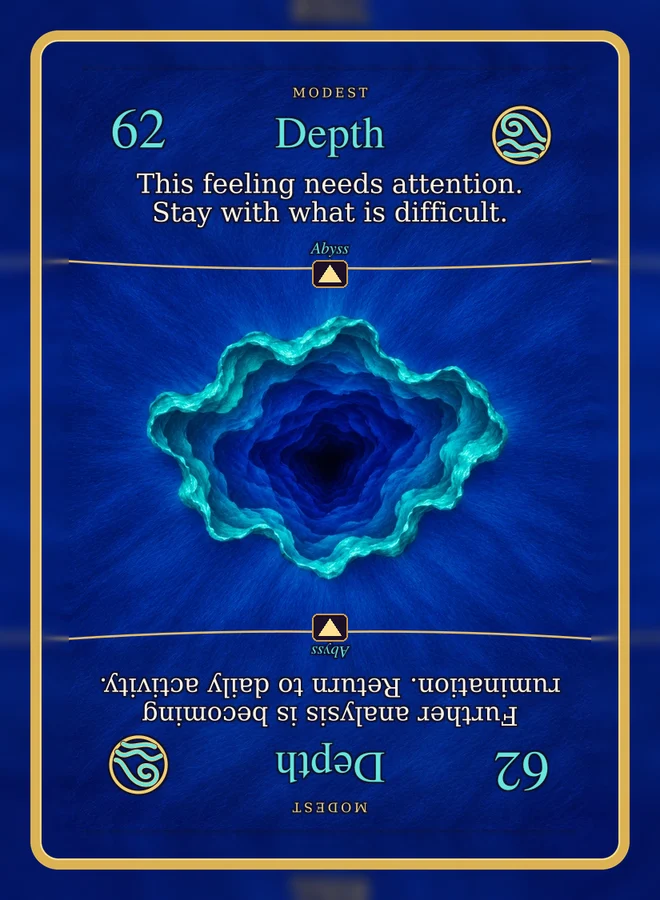 MODEST
62 Depth
This feeling needs attention.
Stay with what is difficult.
Abyss
Abyss
Further analysis is becoming
rumination. Return to daily activity.
62 Depth
MODEST